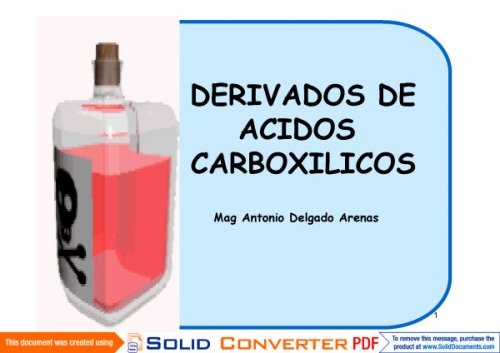 DERIVADOS DE
ACIDOS
CARBOXILICOS
Mag Antonio Delgado Arenas
1
This document was created using
SOLID CONVERTER PDF
To remove this message, purchase the
product at www.SolidDocuments.com